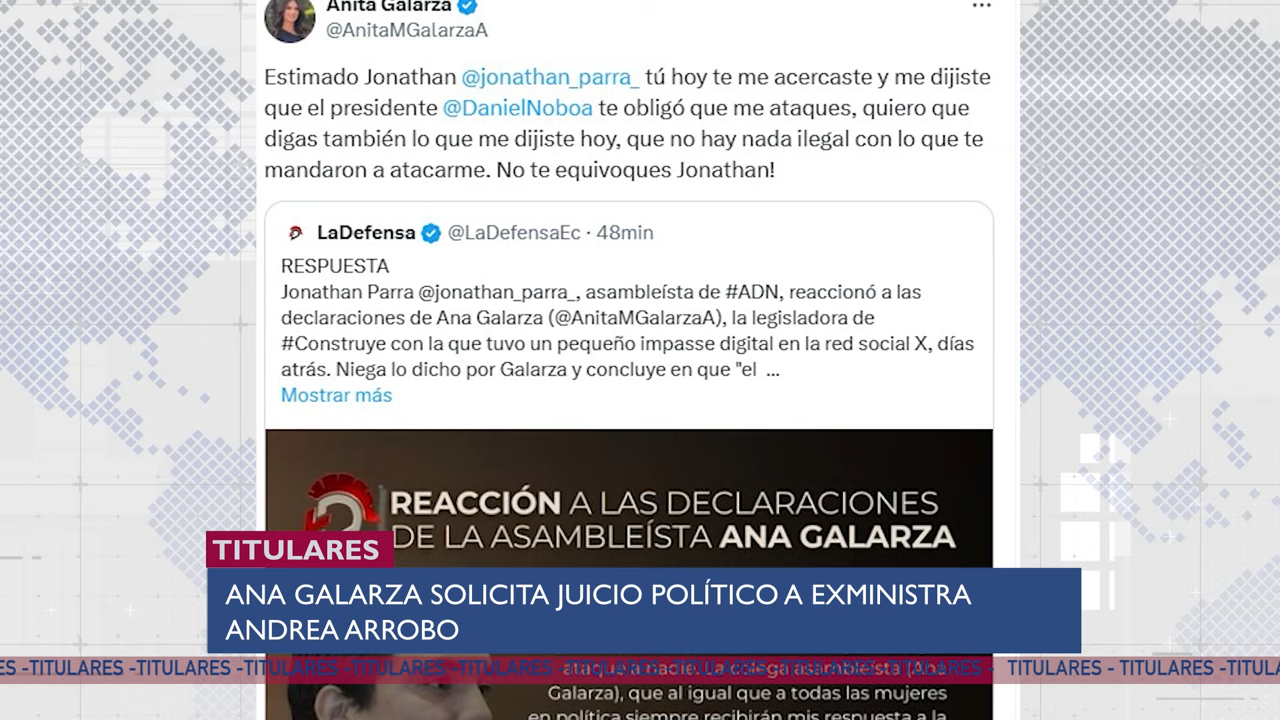 Anita Galarza
@AnitaMGalarzaA
Estimado Jonathan @jonathan_parra_ tú hoy te me acercaste y me dijiste
que el presidente @DanielNoboa te obligó que me ataques, quiero que
digas también lo que me dijiste hoy, que no hay nada ilegal con lo que te
mandaron a atacarme. No te equivoques Jonathan!
LaDefensa @LaDefensaEc · 48min
RESPUESTA
Jonathan Parra @jonathan_parra_, asambleísta de #ADN, reaccionó a las
declaraciones de Ana Galarza (@AnitaMGalarzaA), la legisladora de
#Construye con la que tuvo un pequeño impasse digital en la red social X, días
atrás. Niega lo dicho por Galarza y concluye en que "el ...
Mostrar más
REACCIÓN A LAS DECLARACIONES
DE LA ASAMBLEÍSTA ANA GALARZA
TITULARES
ANA GALARZA SOLICITA JUICIO POLÍTICO A EXMINISTRA
ANDREA ARROBO
ES -TITULARES -TITULARES -TITULARES -TITULARES -TITULARES -TITULARES -TITULARES -TITULARES - TITULARES - TITULARES -TITULA
asambleísta (Ana
Galarza), que al igual que a todas las mujeres
en política siempre recibirán mis respuesta a la